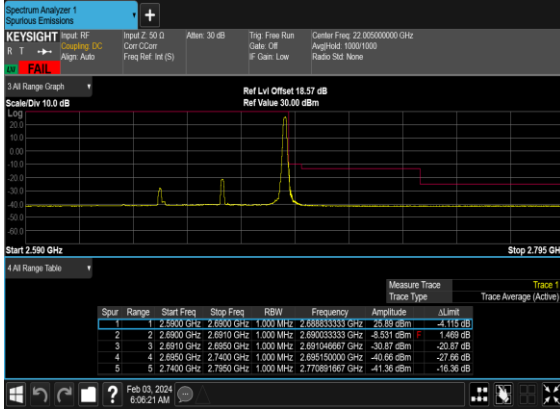 Spectrum Analyzer 1
Spurious Emissions
+
KEYSIGHT Input: RF Input Z: 50 Ω Atten: 30 dB Trig: Free Run Center Freq: 22.005000000 GHz
R T Coupling: DC Corr CCorr Gate: Off Avg|Hold: 1000/1000
Align: Auto Freq Ref: Int (S) IF Gain: Low Radio Std: None
FAIL
3 All Range Graph
Ref Lvl Offset 18.57 dB
Scale/Div 10.0 dB Ref Value 30.00 dBm
Log
20.0
10.0
0.00
-10.0
-20.0
-30.0
-40.0
-50.0
-60.0
Start 2.590 GHz Stop 2.795 GH
4 All Range Table
Measure Trace Trace 1
Trace Type Trace Average (Active)
Spur Range Start Freq Stop Freq RBW Frequency Amplitude ΔLimit
1 1 2.5900 GHz 2.6900 GHz 1.000 MHz 2.688833333 GHz 25.89 dBm -4.115 dB
2 2 2.6900 GHz 2.6910 GHz 1.000 MHz 2.690033333 GHz -8.531 dBm F 1.469 dB
3 3 2.6910 GHz 2.6950 GHz 1.000 MHz 2.691046667 GHz -30.87 dBm -20.87 dB
4 4 2.6950 GHz 2.7400 GHz 1.000 MHz 2.695150000 GHz -40.66 dBm -27.66 dB
5 5 2.7400 GHz 2.7950 GHz 1.000 MHz 2.770891667 GHz -41.36 dBm -16.36 dB
? Feb 03, 2024
6:06:21 AM